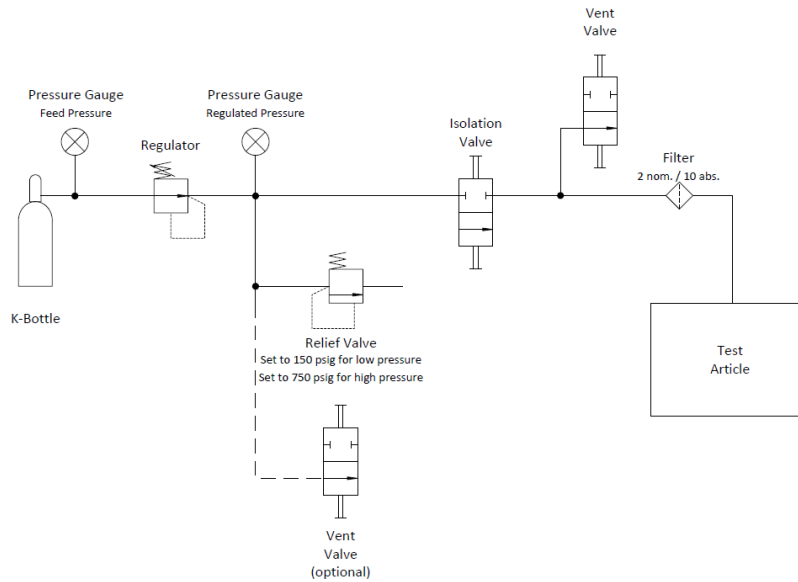 Vent
Valve
Pressure Gauge
Feed Pressure
Pressure Gauge
Regulated Pressure
Regulator
Isolation
Valve
Filter
2 nom. / 10 abs.
K-Bottle
Relief Valve
Set to 150 psig for low pressure
Set to 750 psig for high pressure
Test
Article
Vent
Valve
(optional)